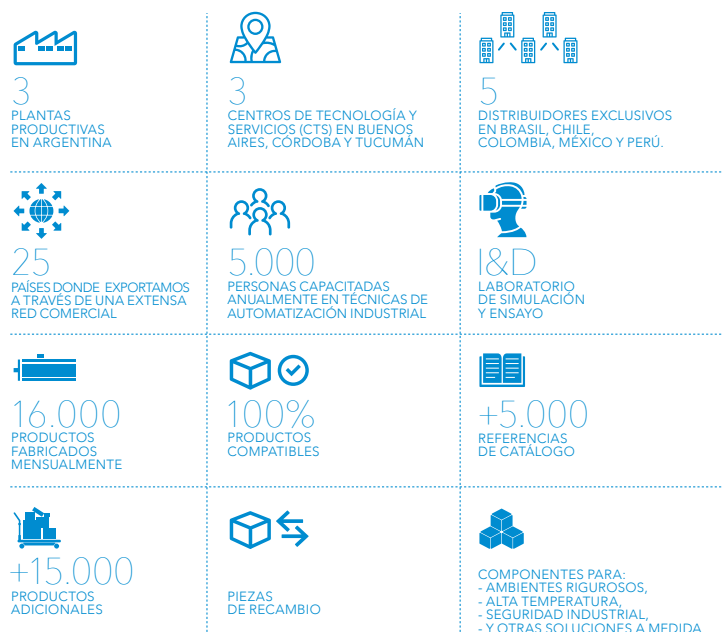 3
PLANTAS
PRODUCTIVAS
EN ARGENTINA
3
CENTROS DE TECNOLOGÍA Y
SERVICIOS (CTS) EN BUENOS
AIRES, CÓRDOBA Y TUCUMÁN
5
DISTRIBUIDORES EXCLUSIVOS
EN BRASIL, CHILE,
COLOMBIA, MÉXICO Y PERÚ.
25
PAÍSES DONDE EXPORTAMOS
A TRAVÉS DE UNA EXTENSA
RED COMERCIAL
5.000
PERSONAS CAPACITADAS
ANUALMENTE EN TÉCNICAS DE
AUTOMATIZACIÓN INDUSTRIAL
I&D
LABORATORIO
DE SIMULACIÓN
Y ENSAYO
16.000
PRODUCTOS
FABRICADOS
MENSUALMENTE
100%
PRODUCTOS
COMPATIBLES
+5.000
REFERENCIAS
DE CATÁLOGO
+15.000
PRODUCTOS
ADICIONALES
PIEZAS
DE RECAMBIO
COMPONENTES PARA:
- AMBIENTES RIGUROSOS,
- ALTA TEMPERATURA,
- SEGURIDAD INDUSTRIAL,
- Y OTRAS SOLUCIONES A MEDIDA